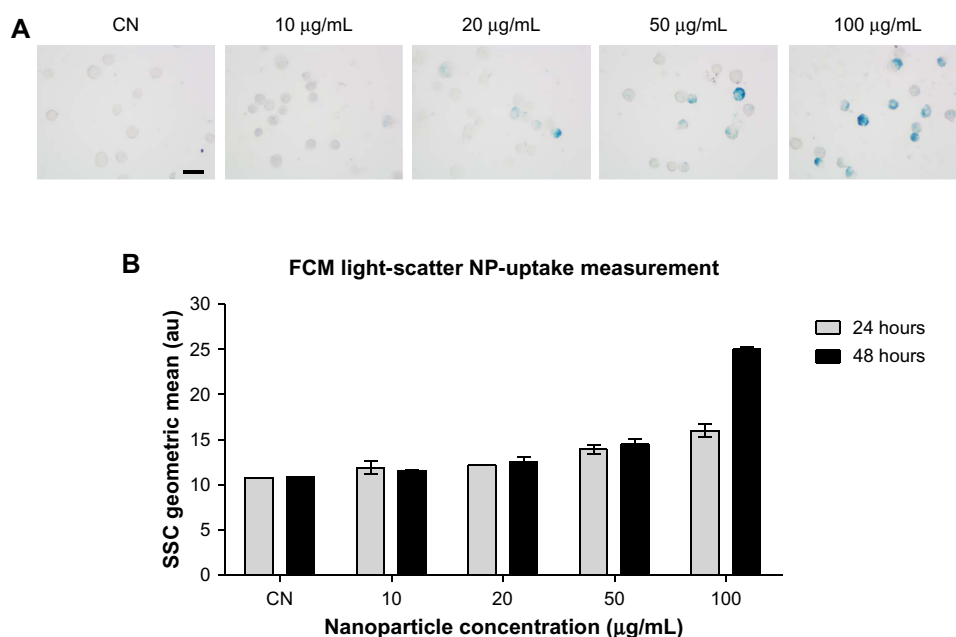 A
CN
10 µg/mL
20 µg/mL
50 µg/mL
100 µg/mL
B
FCM light-scatter NP-uptake measurement
SSC geometric mean (au)
30
25
20
15
10
5
0
24 hours
48 hours
CN
10
20
50
100
Nanoparticle concentration (µg/mL)